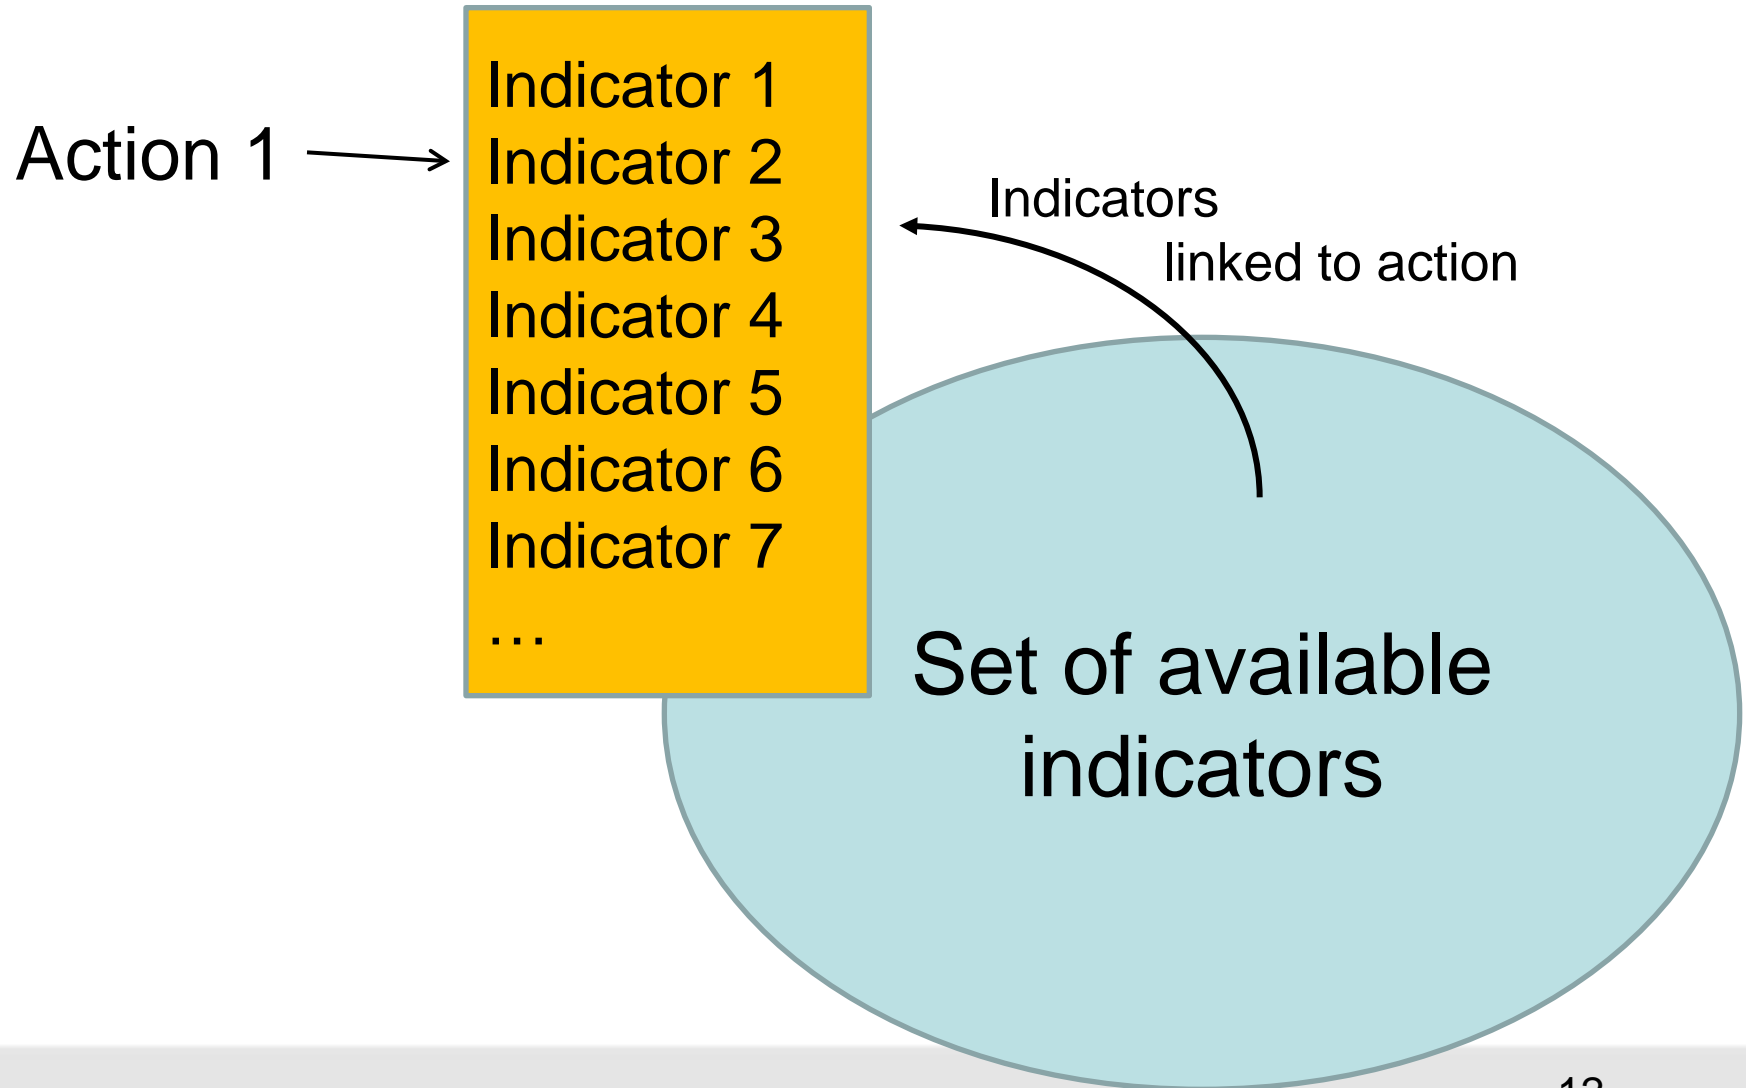 Action 1
Indicator 1
Indicator 2
Indicator 3
Indicator 4
Indicator 5
Indicator 6
Indicator 7
…
Indicators
linked to action
Set of available
indicators